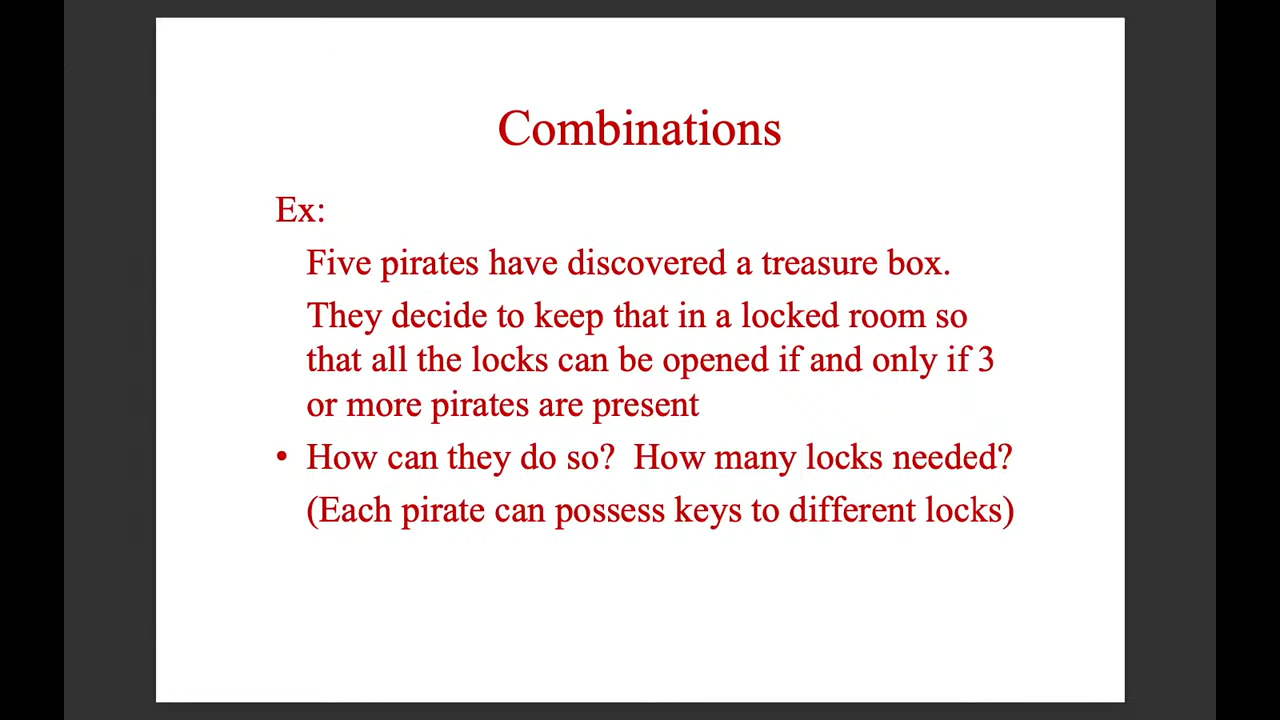 Combinations
Ex:
Five pirates have discovered a treasure box.
They decide to keep that in a locked room so
that all the locks can be opened if and only if 3
or more pirates are present
• How can they do so?  How many locks needed?
(Each pirate can possess keys to different locks)